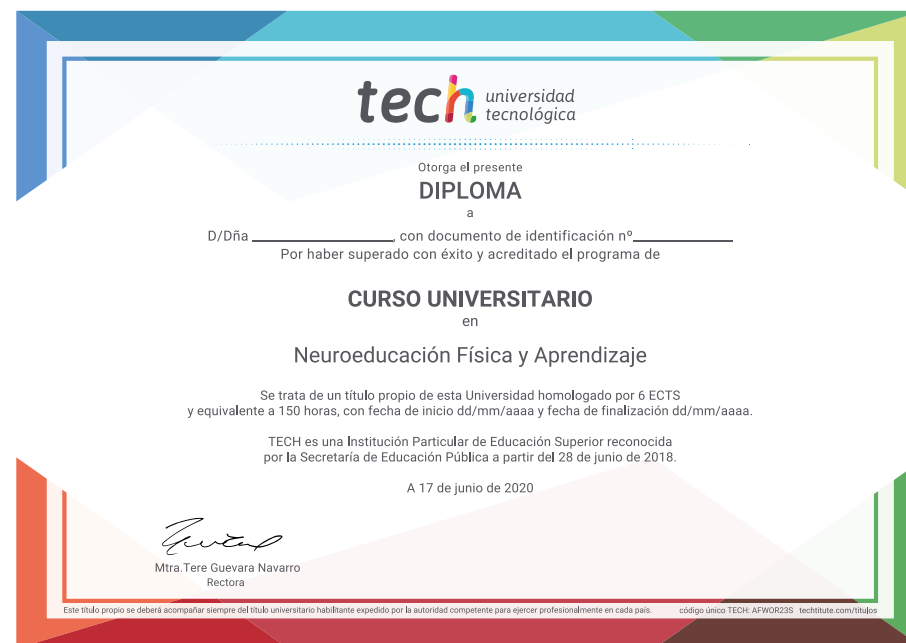 tech universidad
tecnológica
Otorga el presente
DIPLOMA
a
D/Dña , con documento de identificación nº
Por haber superado con éxito y acreditado el programa de
CURSO UNIVERSITARIO
en
Neuroeducación Física y Aprendizaje
Se trata de un título propio de esta Universidad homologado por 6 ECTS
y equivalente a 150 horas, con fecha de inicio dd/mm/aaaa y fecha de finalización dd/mm/aaaa.
TECH es una Institución Particular de Educación Superior reconocida
por la Secretaría de Educación Pública a partir del 28 de junio de 2018.
A 17 de junio de 2020
Mtra.Tere Guevara Navarro
Rectora
Este título propio se deberá acompañar siempre del título universitario habilitante expedido por la autoridad competente para ejercer profesionalmente en cada país. código único TECH: AFWOR23S techtitute.com/titulos